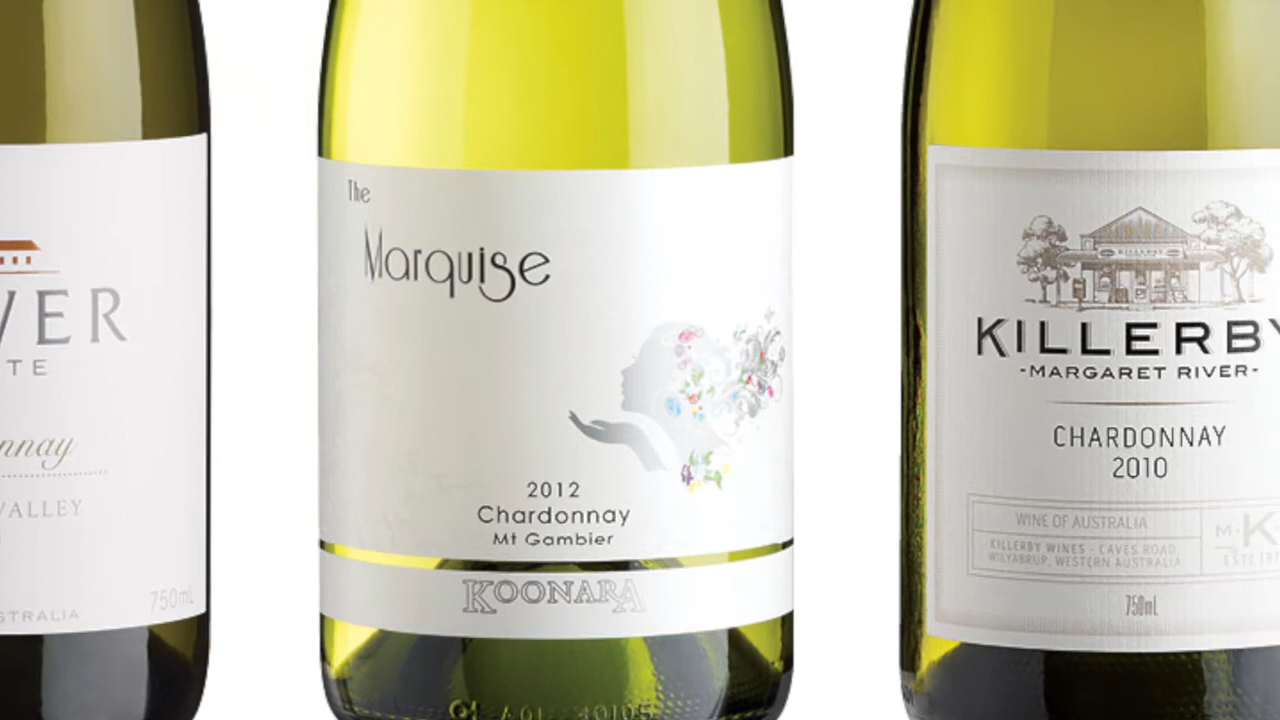 VER
TE
nnay
VALLEY
STRALIA
750mL
The
Marquise
2012
Chardonnay
Mt Gambier
KOONARA
KILLERBY
KILLERBY
-MARGARET RIVER-
CHARDONNAY
2010
WINE OF AUSTRALIA
KILLERBY WINES - CAVES ROAD,
WILYABRUP, WESTERN AUSTRALIA
M·K
750mL